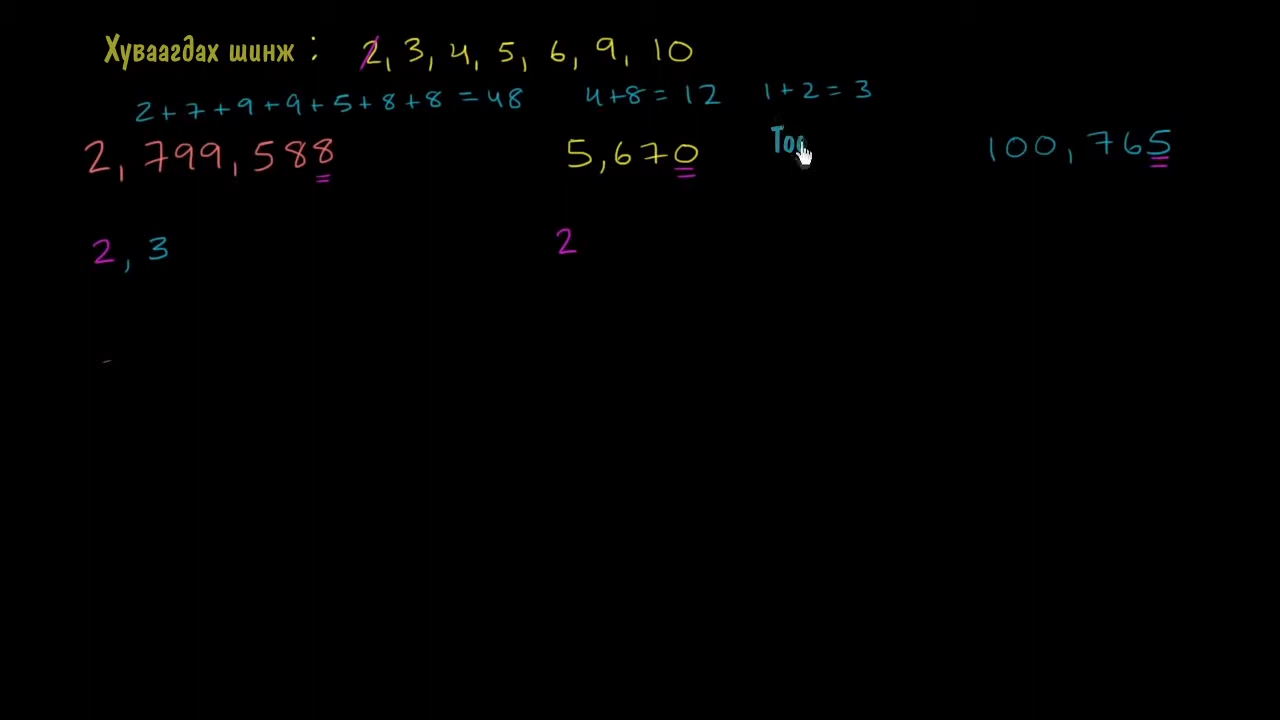 Хуваагдах шинж : 2, 3, 4, 5, 6, 9, 10
2+7+9+9+5+8+8 = 48 4+8 = 12 1+2 = 3
2,799,588 5,670 100,765
2, 3 2